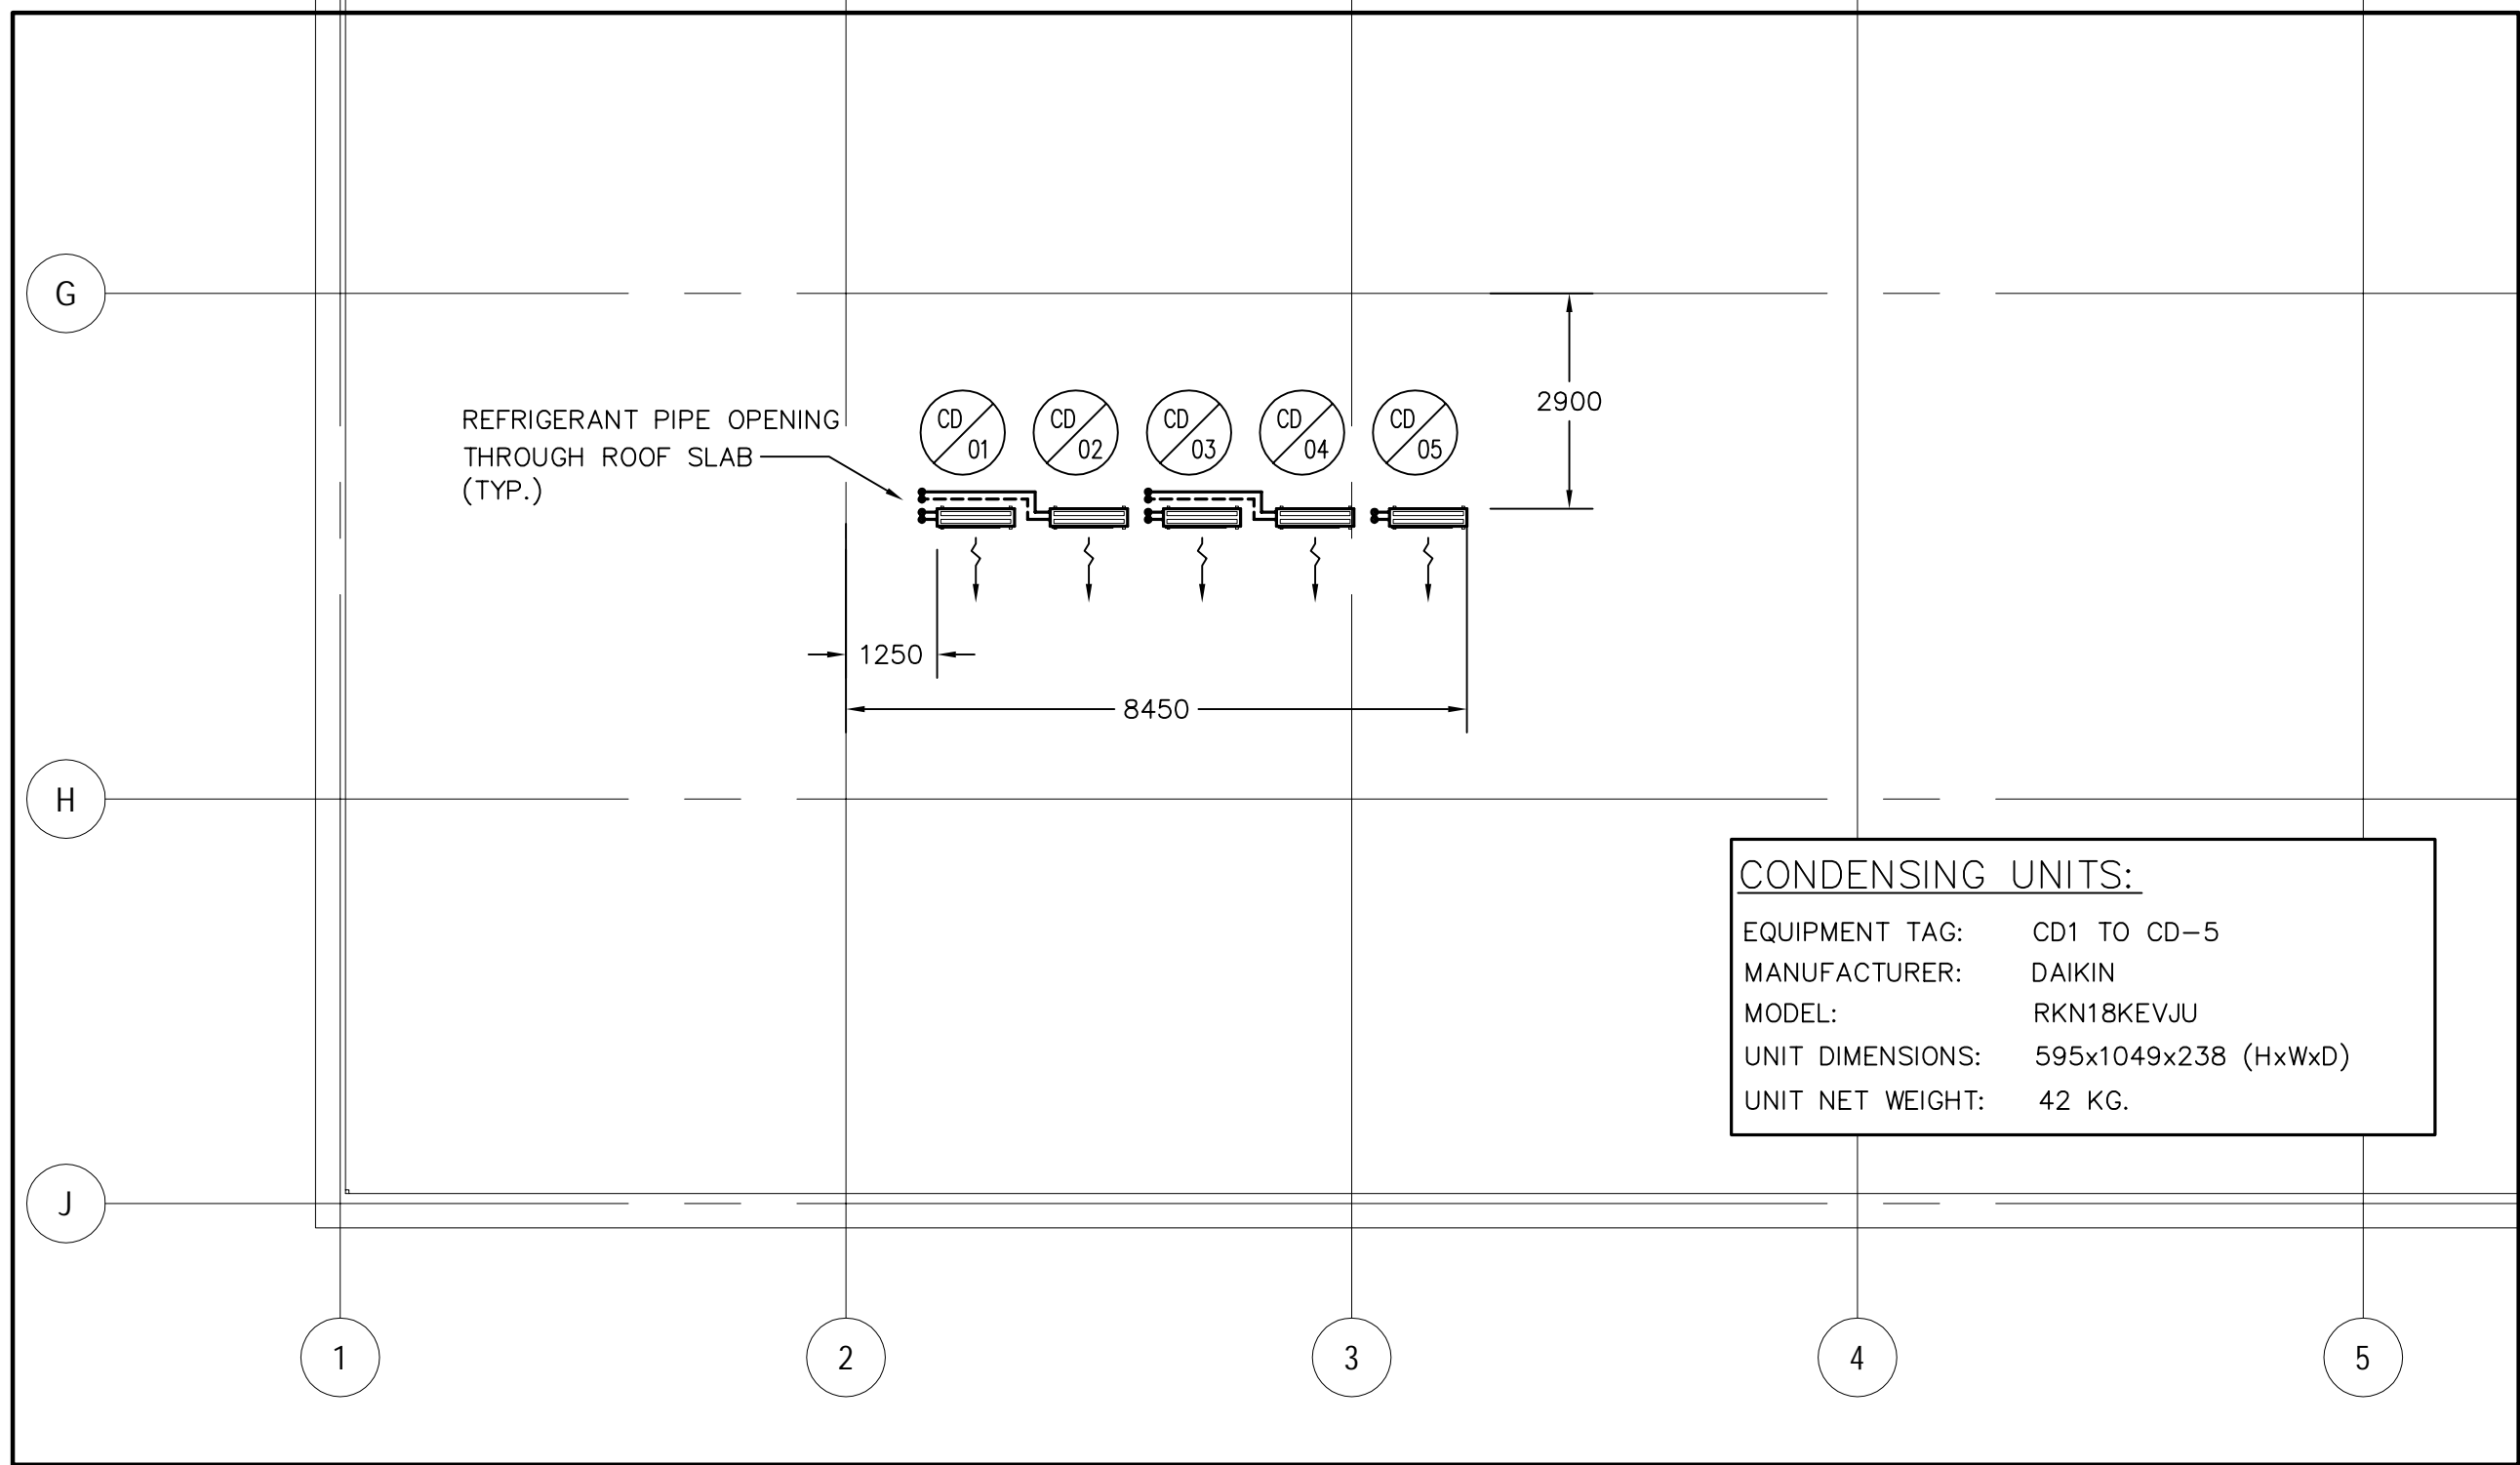 G
2900
CD 01
CD 02
CD 03
CD 04
CD 05
REFRIGERANT PIPE OPENING
THROUGH ROOF SLAB
(TYP.)
1250
8450
H
CONDENSING UNITS:
EQUIPMENT TAG: CD1 TO CD-5
MANUFACTURER: DAIKIN
MODEL: RKN18KEVJU
UNIT DIMENSIONS: 595x1049x238 (HxWxD)
UNIT NET WEIGHT: 42 KG.
J
1 2 3 4 5